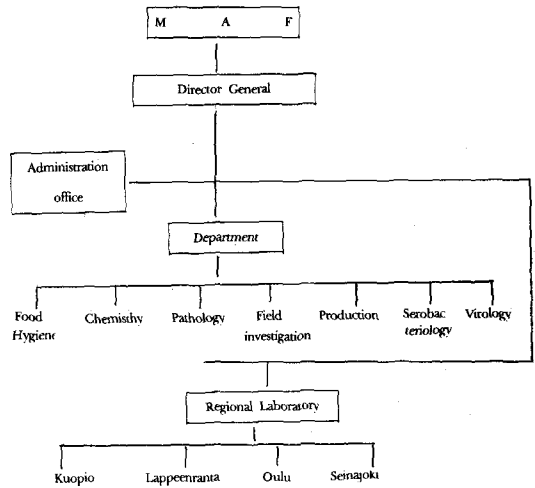 M A F
Director General
Administration
office
Department
Food
Hygiene
Chemisthy
Pathology
Field
investigation
Production
Serobac
teriology
Virology
Regional Laboratory
Kuopio
Lappeenranta
Oulu
Seinajoki